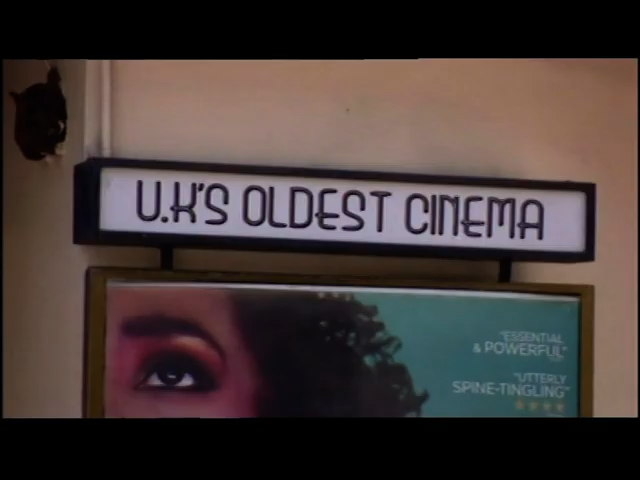 U.K'S OLDEST CINEMA
"ESSENTIAL
& POWERFUL"
"UTTERLY
SPINE-TINGLING"